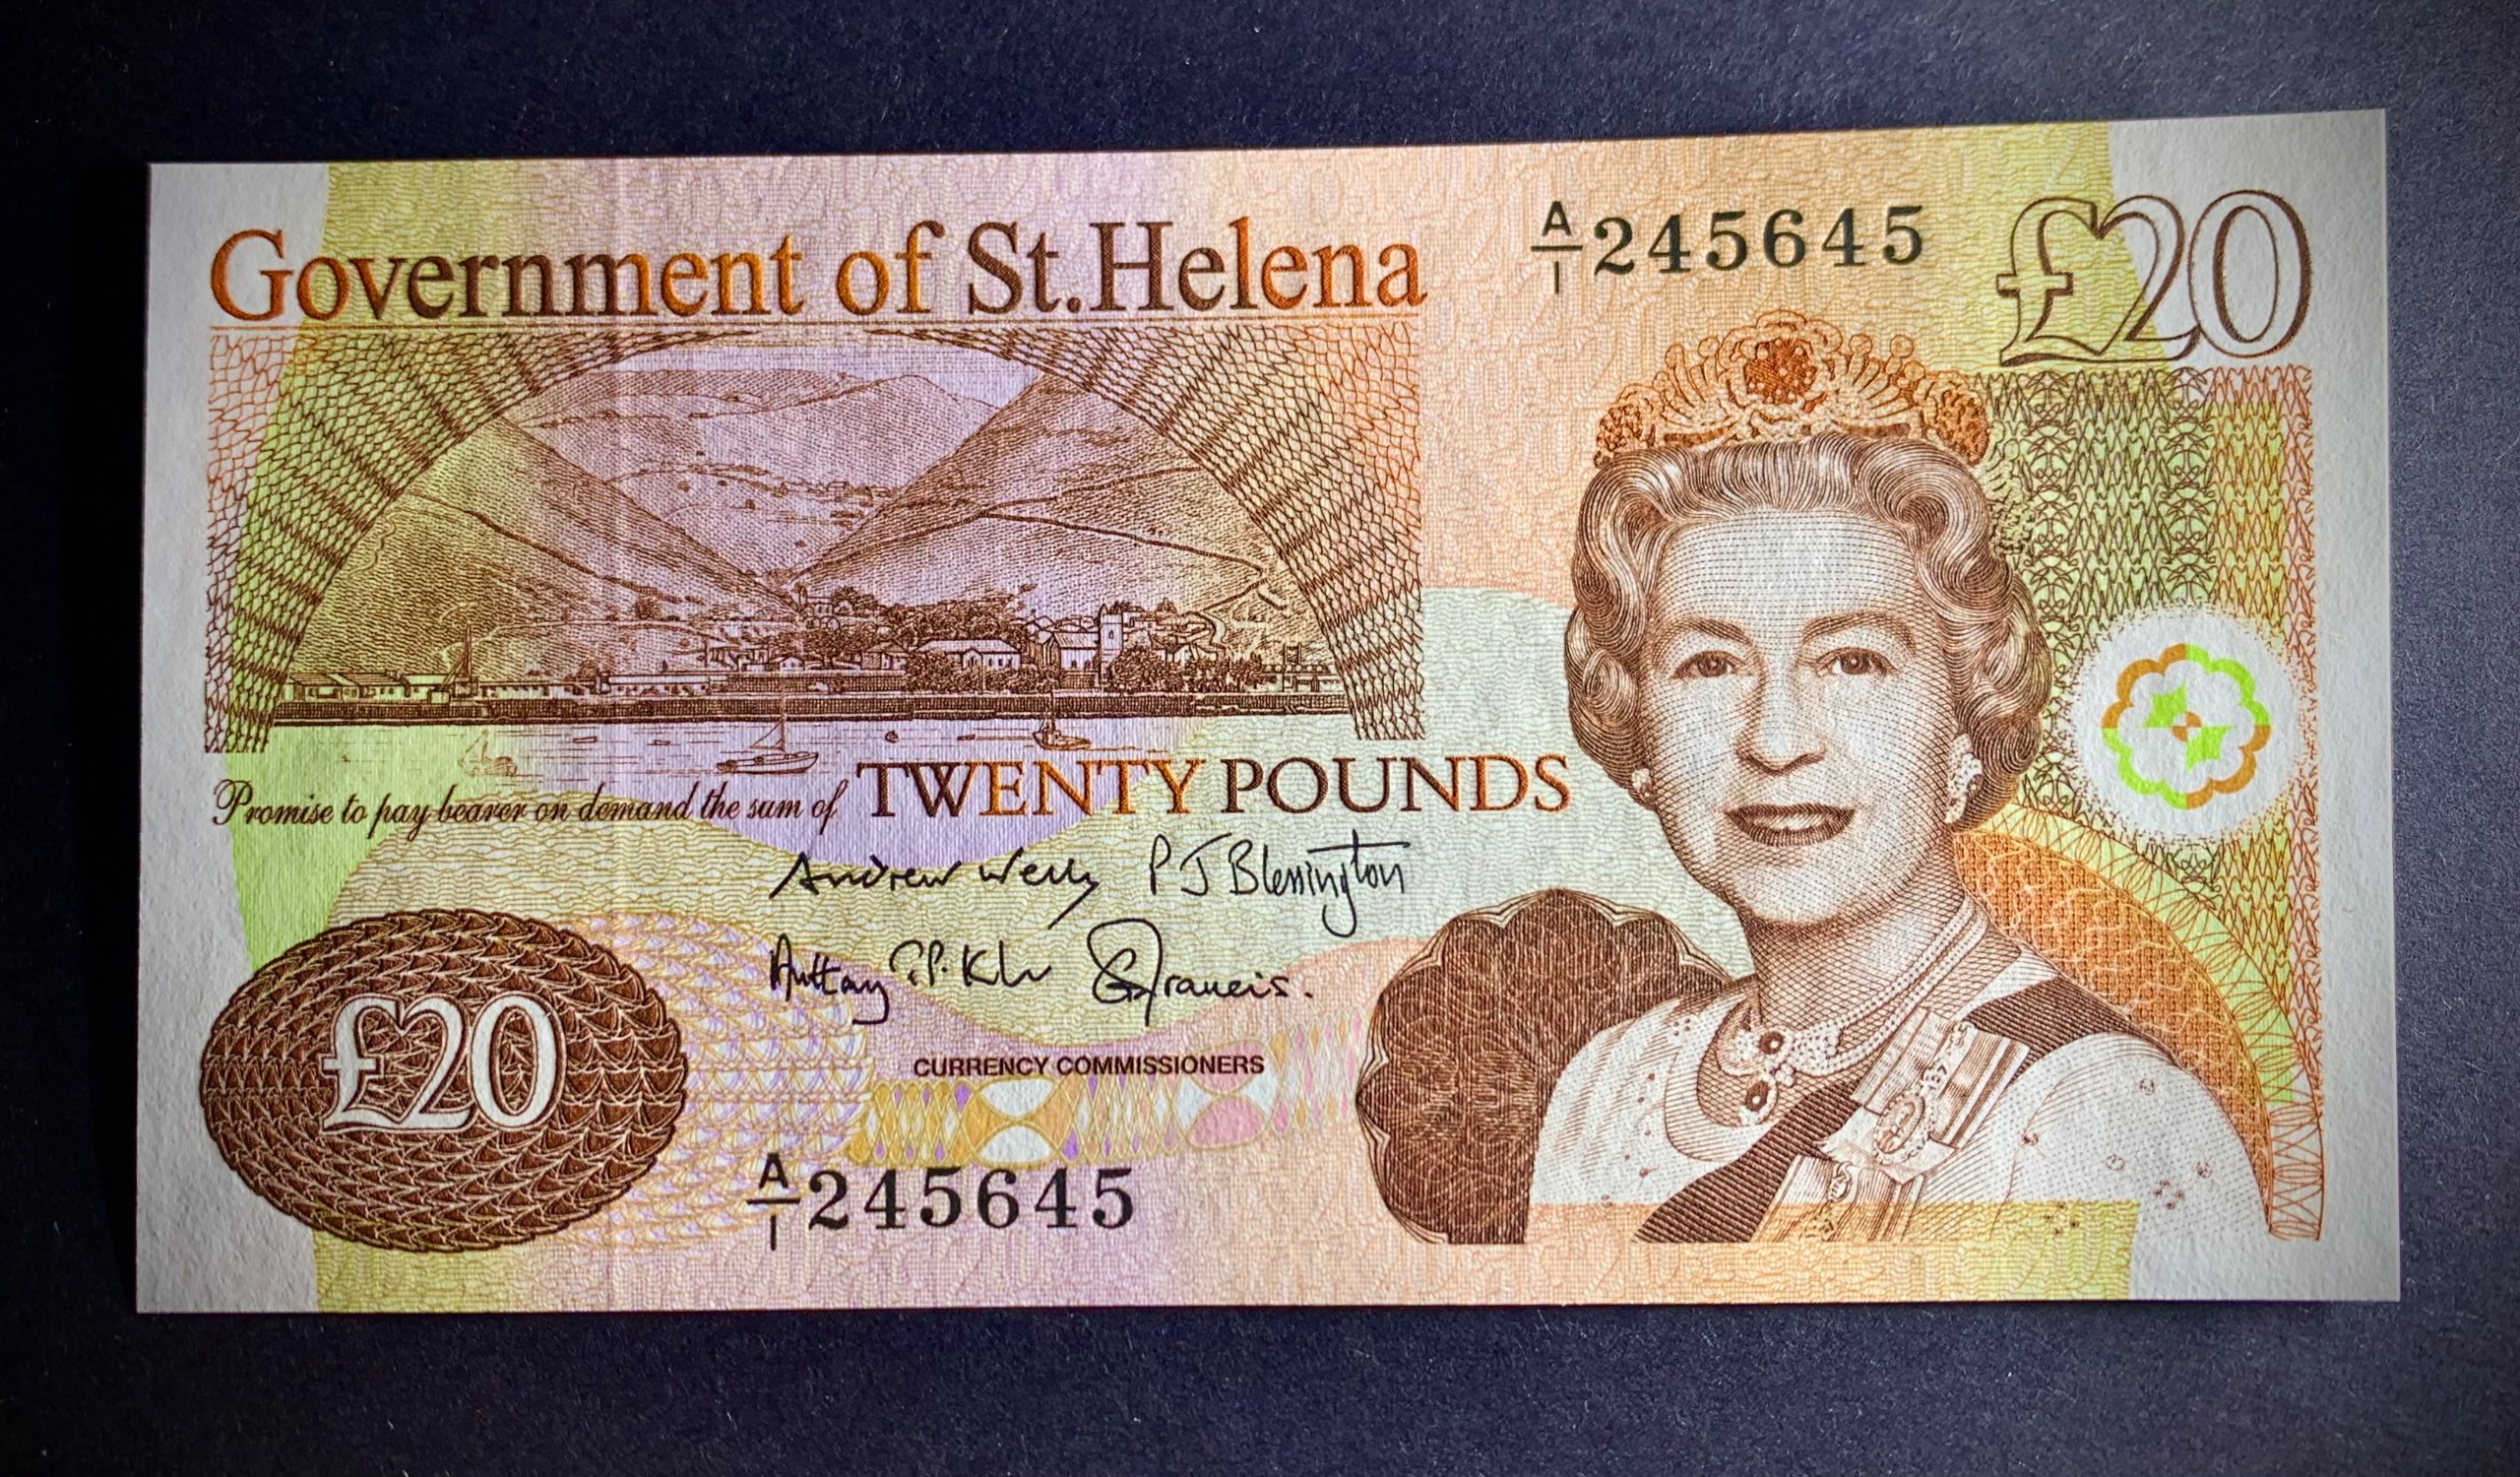 Government of St.Helena
A/1 245645
£20
Promise to pay bearer on demand the sum of TWENTY POUNDS
Andrew Wells P J Blessington
G Francis.
£20
CURRENCY COMMISSIONERS
A/1 245645